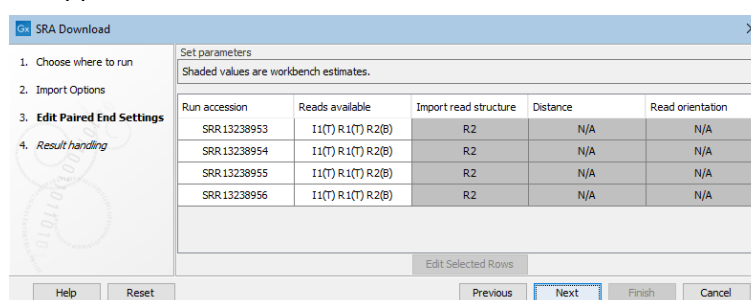 Gx SRA Download
1. Choose where to run
2. Import Options
3. Edit Paired End Settings
4. Result handling
Set parameters
Shaded values are workbench estimates.
Run accession Reads available Import read structure Distance Read orientation
SRR13238953 I1(T) R1(T) R2(B) R2 N/A N/A
SRR13238954 I1(T) R1(T) R2(B) R2 N/A N/A
SRR13238955 I1(T) R1(T) R2(B) R2 N/A N/A
SRR13238956 I1(T) R1(T) R2(B) R2 N/A N/A
Edit Selected Rows
Help Reset Previous Next Finish Cancel